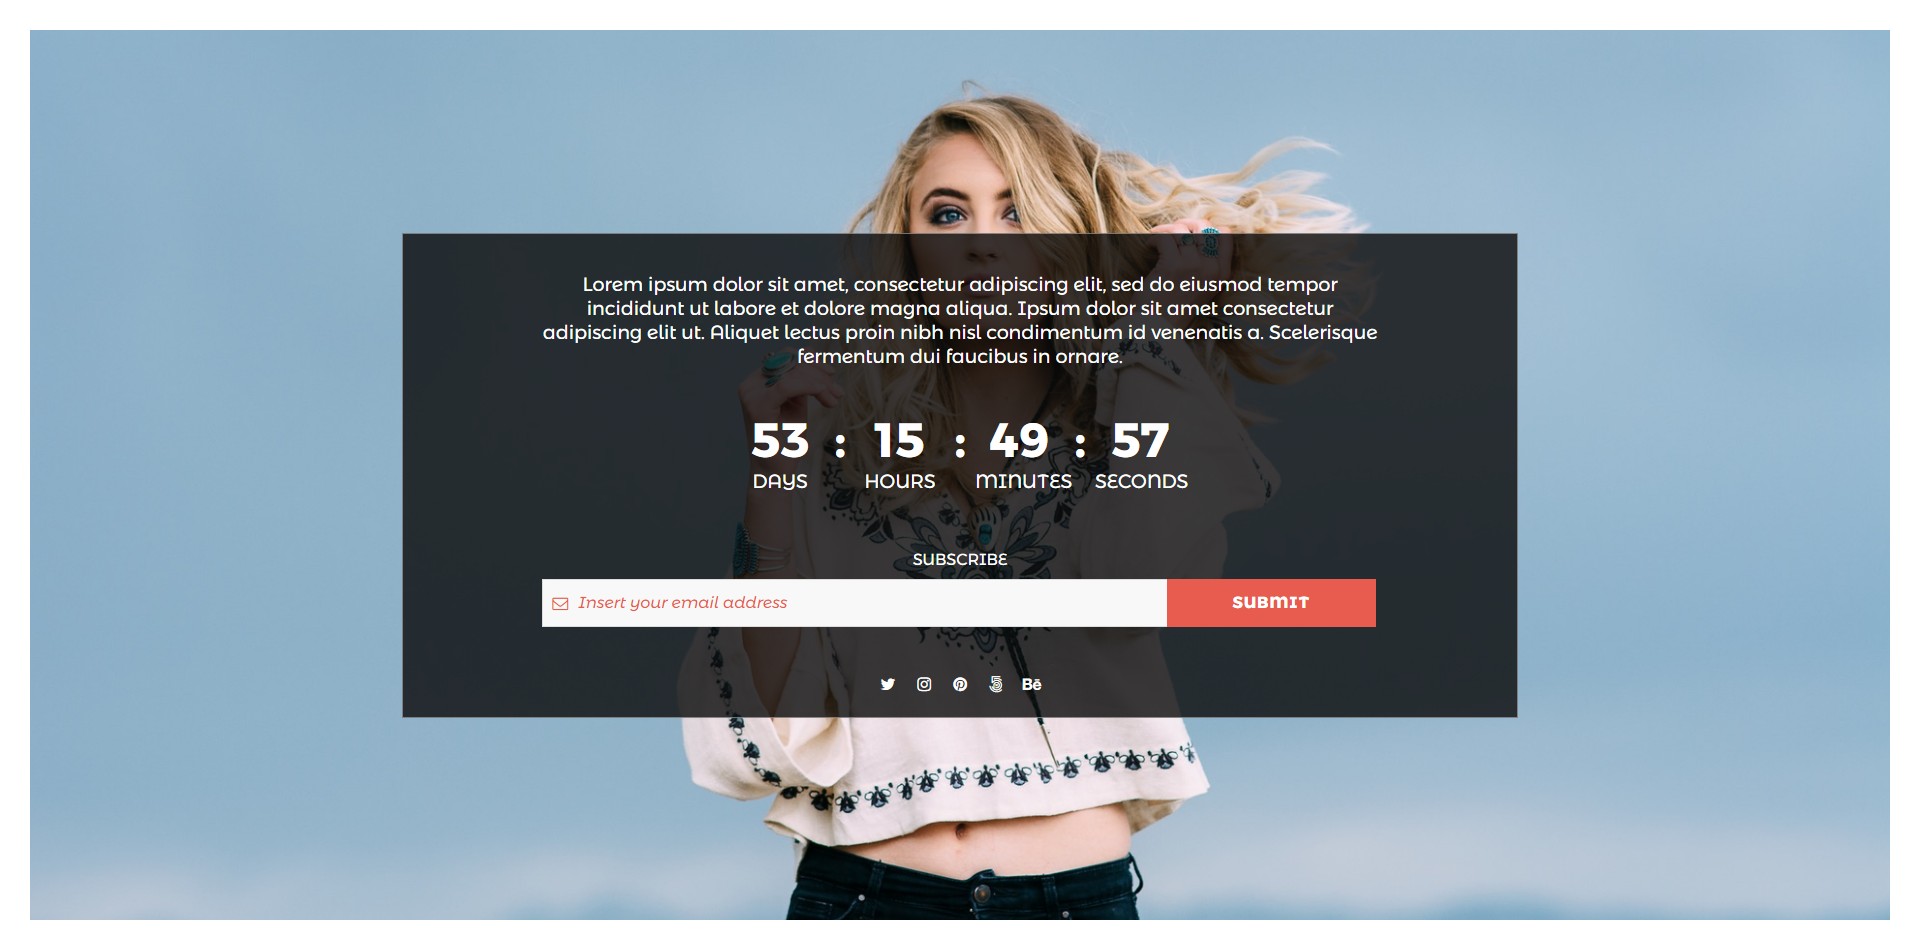 Lorem ipsum dolor sit amet, consectetur adipiscing elit, sed do eiusmod tempor
incididunt ut labore et dolore magna aliqua. Ipsum dolor sit amet consectetur
adipiscing elit ut. Aliquet lectus proin nibh nisl condimentum id venenatis a. Scelerisque
fermentum dui faucibus in ornare.
53 : 15 : 49 : 57
DAYS HOURS MINUTES SECONDS
SUBSCRIBE
Insert your email address SUBMIT
5 Bē